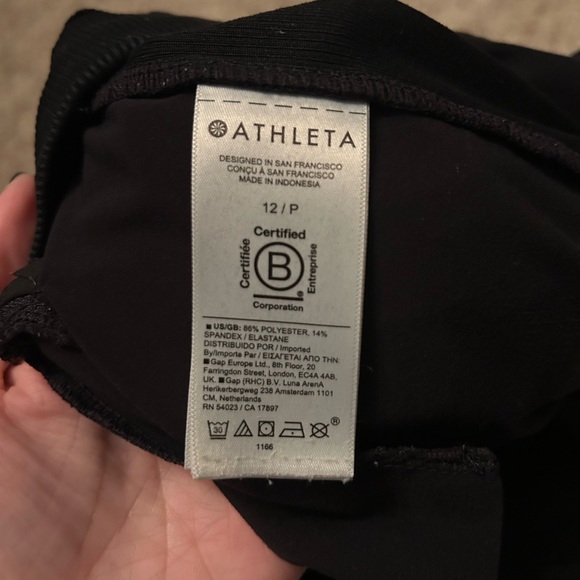 ATHLETA
DESIGNED IN SAN FRANCISCO
CONÇU À SAN FRANCISCO
MADE IN INDONESIA
12 / P
Certified
Certifiée
B
Entreprise
®
Corporation
US/GB: 86% POLYESTER, 14%
SPANDEX / ELASTANE
DISTRIBUIDO POR / Imported
By/Importe Par / ΕΙΣΑΓΕΤΑΙ ΑΠΟ ΤΗΝ:
Gap Europe Ltd., 6th Floor, 20
Farringdon Street, London, EC4A 4AB,
UK. Gap (RHC) B.V. Luna ArenA
Herikerbergweg 238 Amsterdam 1101
CM, Netherlands
RN 54023 / CA 17897
30 ®
1166